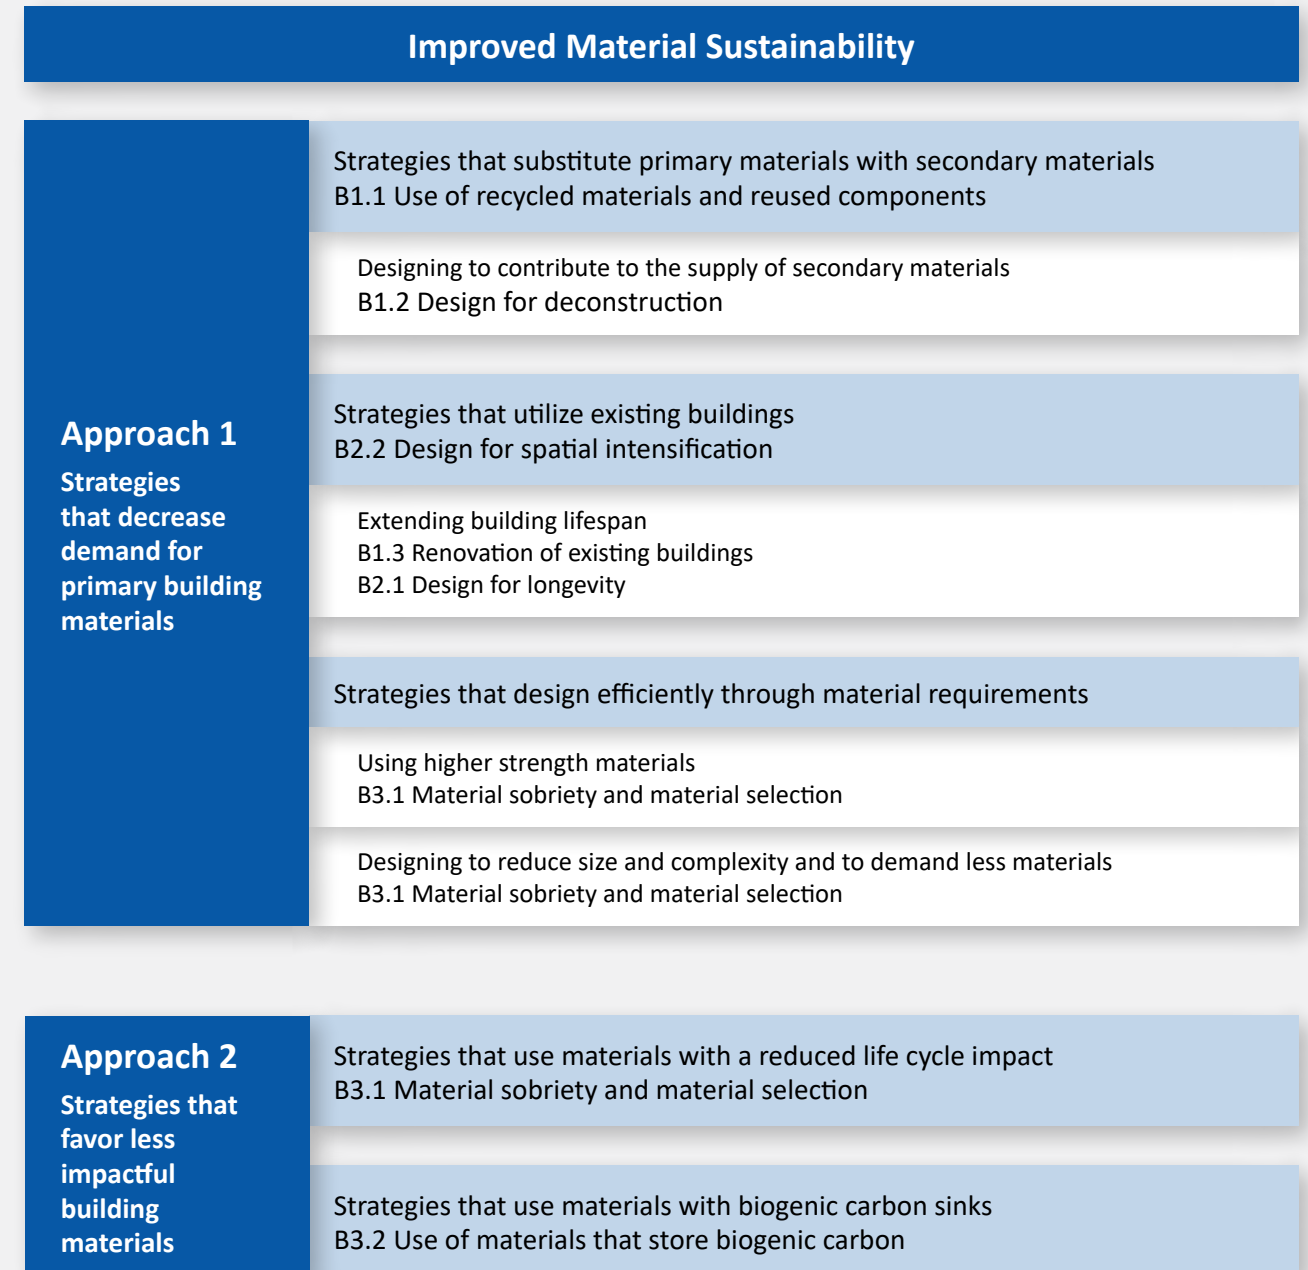 Improved Material Sustainability
Approach 1
Strategies
that decrease
demand for
primary building
materials
Strategies that substitute primary materials with secondary materials
B1.1 Use of recycled materials and reused components
Designing to contribute to the supply of secondary materials
B1.2 Design for deconstruction
Strategies that utilize existing buildings
B2.2 Design for spatial intensification
Extending building lifespan
B1.3 Renovation of existing buildings
B2.1 Design for longevity
Strategies that design efficiently through material requirements
Using higher strength materials
B3.1 Material sobriety and material selection
Designing to reduce size and complexity and to demand less materials
B3.1 Material sobriety and material selection
Approach 2
Strategies that
favor less
impactful
building
materials
Strategies that use materials with a reduced life cycle impact
B3.1 Material sobriety and material selection
Strategies that use materials with biogenic carbon sinks
B3.2 Use of materials that store biogenic carbon